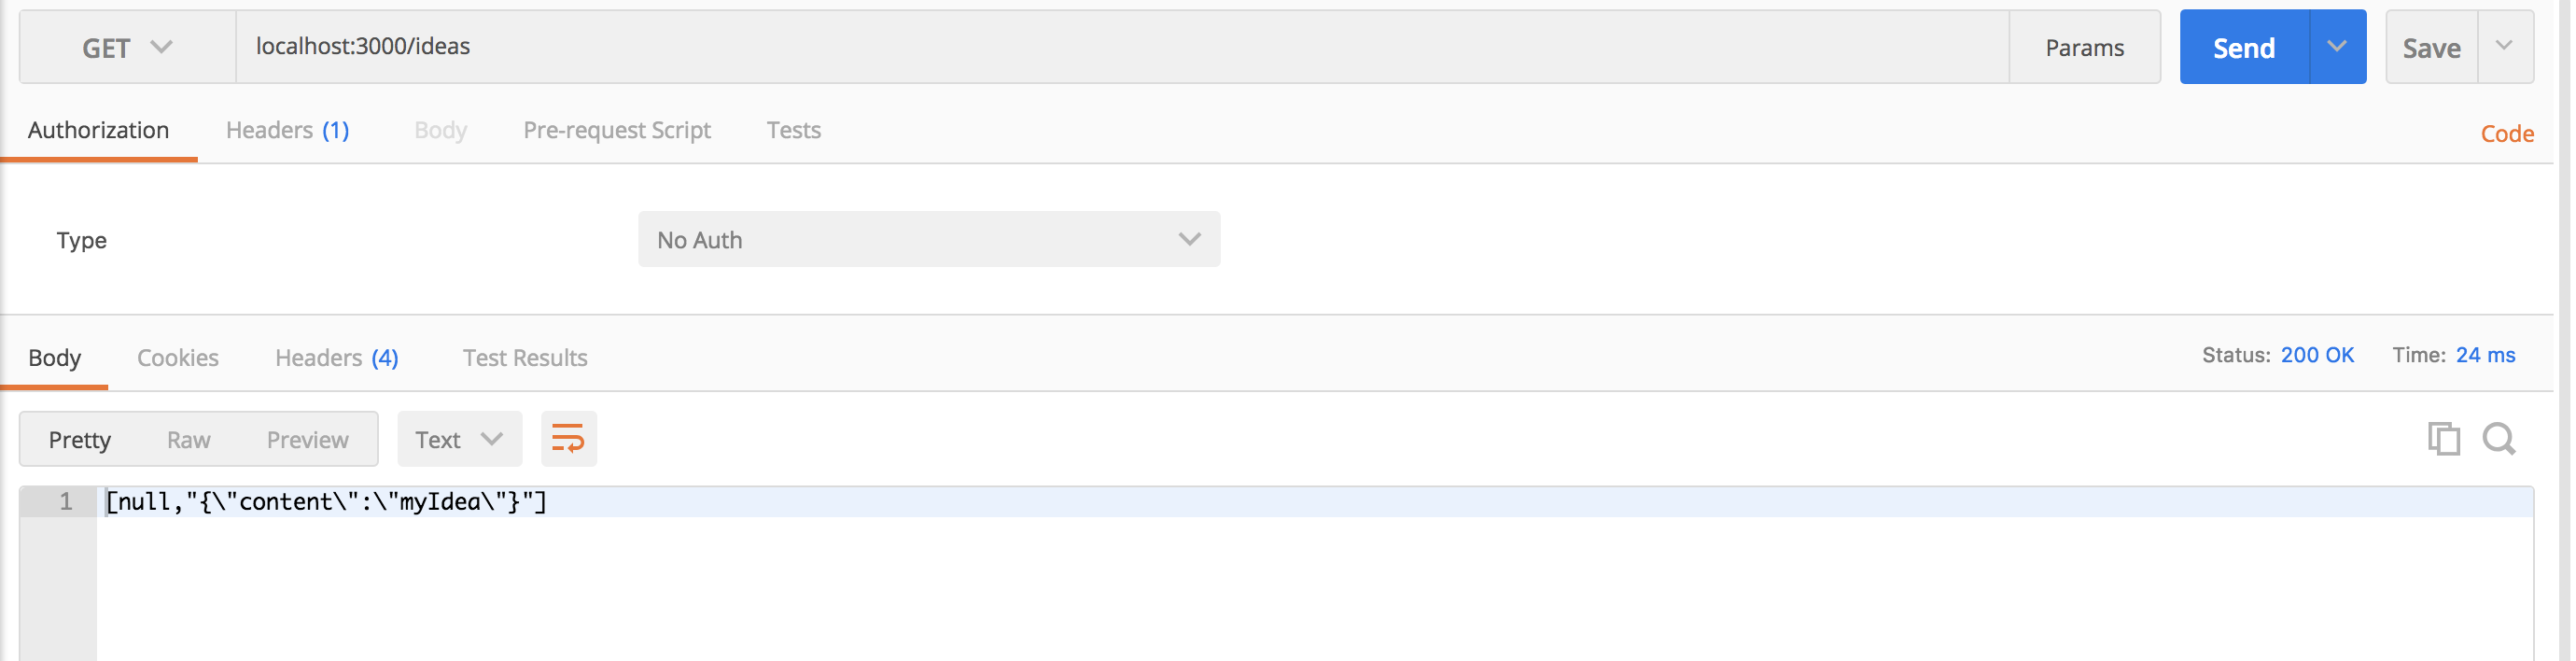 GET localhost:3000/ideas Params Send Save
Authorization Headers (1) Body Pre-request Script Tests Code
Type No Auth
Body Cookies Headers (4) Test Results Status: 200 OK Time: 24 ms
Pretty Raw Preview Text
1 [null,"{\"content\":\"myIdea\"}"]